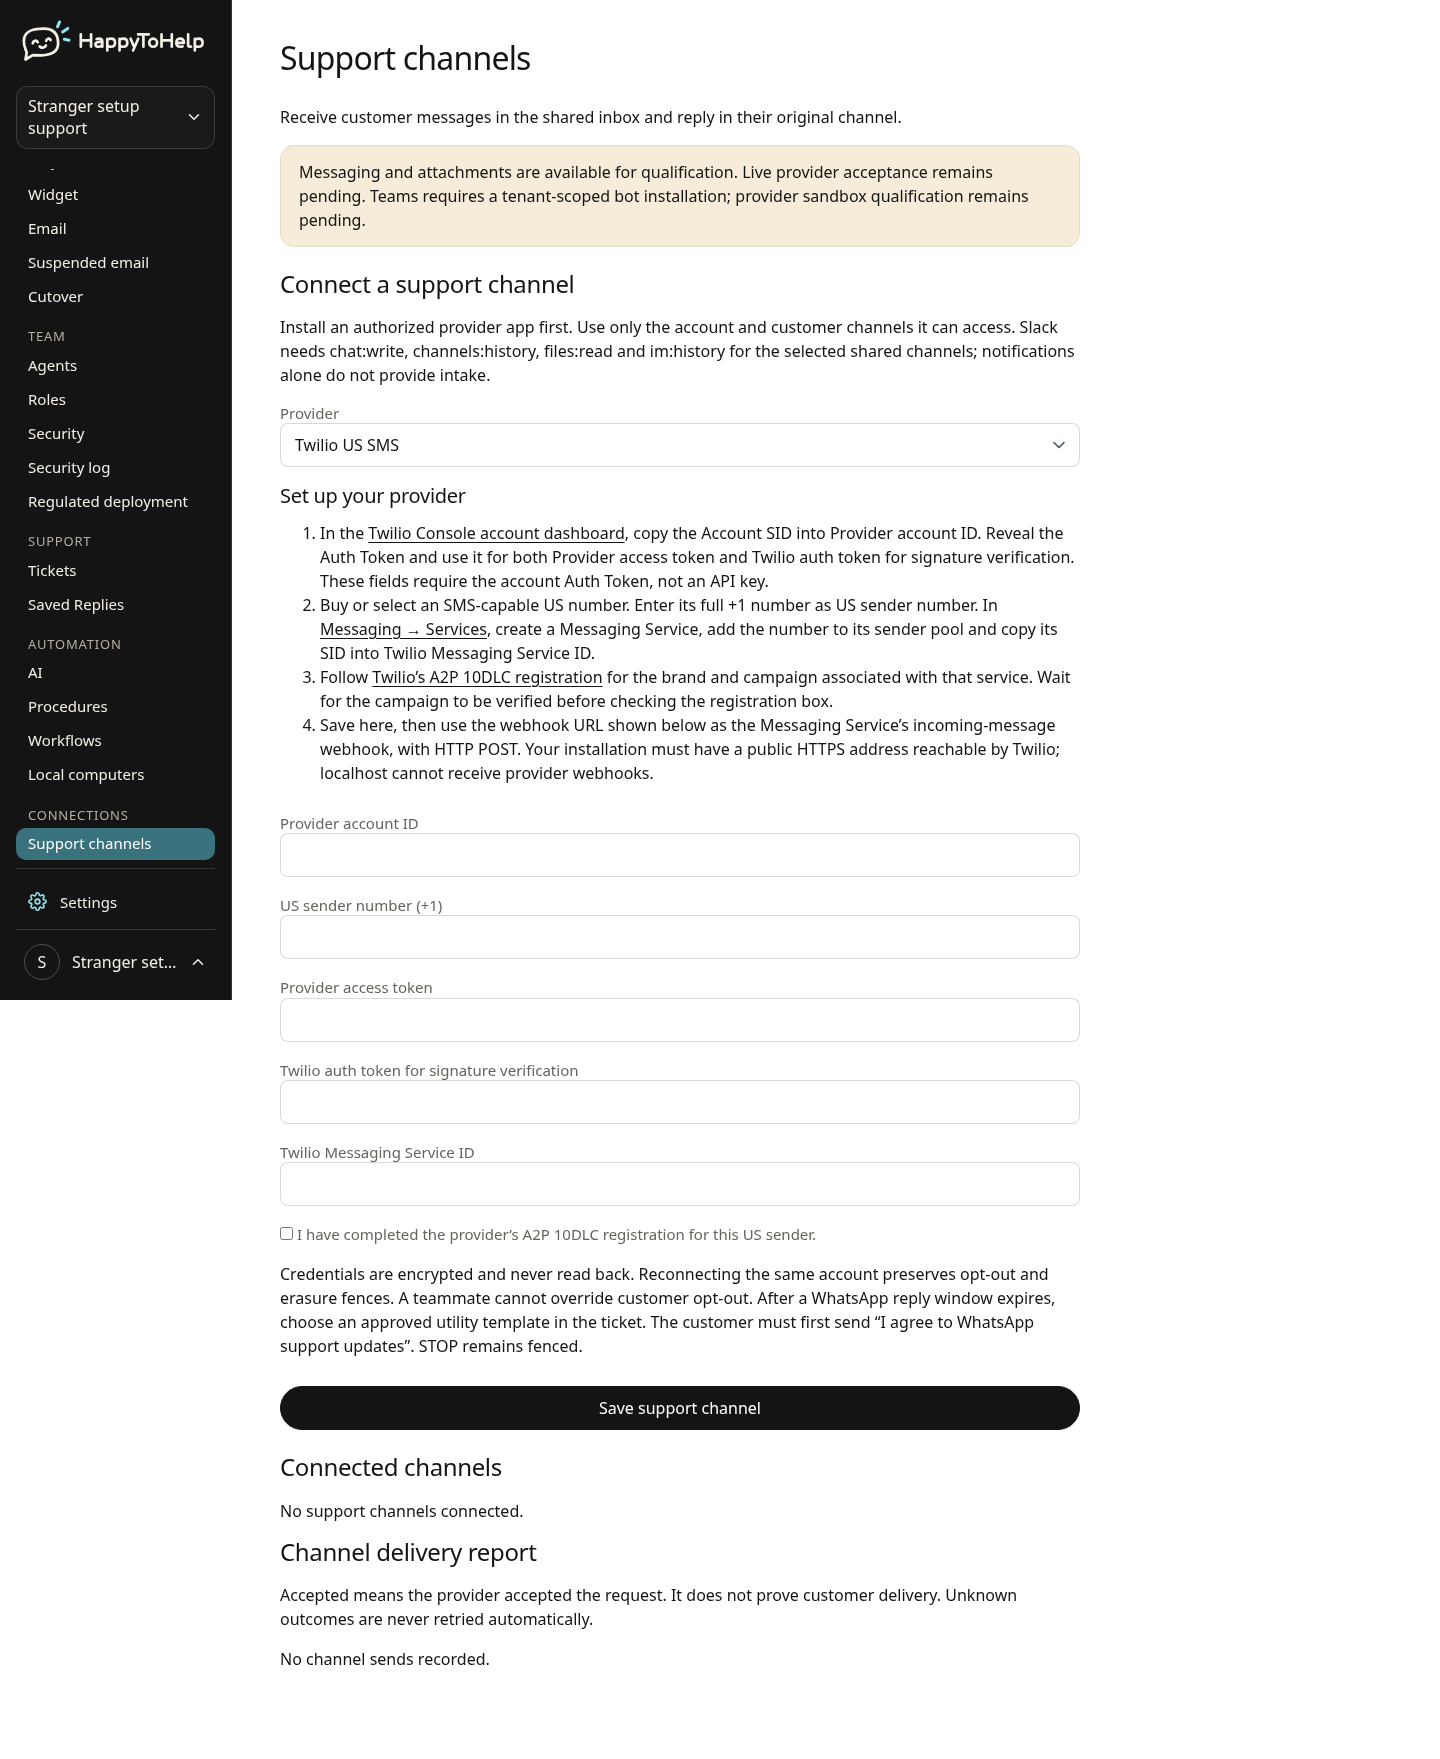 HappyToHelp
Stranger setup
support
Widget
Email
Suspended email
Cutover
TEAM
Agents
Roles
Security
Security log
Regulated deployment
SUPPORT
Tickets
Saved Replies
AUTOMATION
AI
Procedures
Workflows
Local computers
CONNECTIONS
Support channels
Settings
S
Stranger set...
Support channels
Receive customer messages in the shared inbox and reply in their original channel.
Messaging and attachments are available for qualification. Live provider acceptance remains
pending. Teams requires a tenant-scoped bot installation; provider sandbox qualification remains
pending.
Connect a support channel
Install an authorized provider app first. Use only the account and customer channels it can access. Slack
needs chat:write, channels:history, files:read and im:history for the selected shared channels; notifications
alone do not provide intake.
Provider
Twilio US SMS
Set up your provider
1. In the Twilio Console account dashboard, copy the Account SID into Provider account ID. Reveal the
Auth Token and use it for both Provider access token and Twilio auth token for signature verification.
These fields require the account Auth Token, not an API key.
2. Buy or select an SMS-capable US number. Enter its full +1 number as US sender number. In
Messaging → Services, create a Messaging Service, add the number to its sender pool and copy its
SID into Twilio Messaging Service ID.
3. Follow Twilio’s A2P 10DLC registration for the brand and campaign associated with that service. Wait
for the campaign to be verified before checking the registration box.
4. Save here, then use the webhook URL shown below as the Messaging Service’s incoming-message
webhook, with HTTP POST. Your installation must have a public HTTPS address reachable by Twilio;
localhost cannot receive provider webhooks.
Provider account ID
US sender number (+1)
Provider access token
Twilio auth token for signature verification
Twilio Messaging Service ID
I have completed the provider’s A2P 10DLC registration for this US sender.
Credentials are encrypted and never read back. Reconnecting the same account preserves opt-out and
erasure fences. A teammate cannot override customer opt-out. After a WhatsApp reply window expires,
choose an approved utility template in the ticket. The customer must first send “I agree to WhatsApp
support updates”. STOP remains fenced.
Save support channel
Connected channels
No support channels connected.
Channel delivery report
Accepted means the provider accepted the request. It does not prove customer delivery. Unknown
outcomes are never retried automatically.
No channel sends recorded.